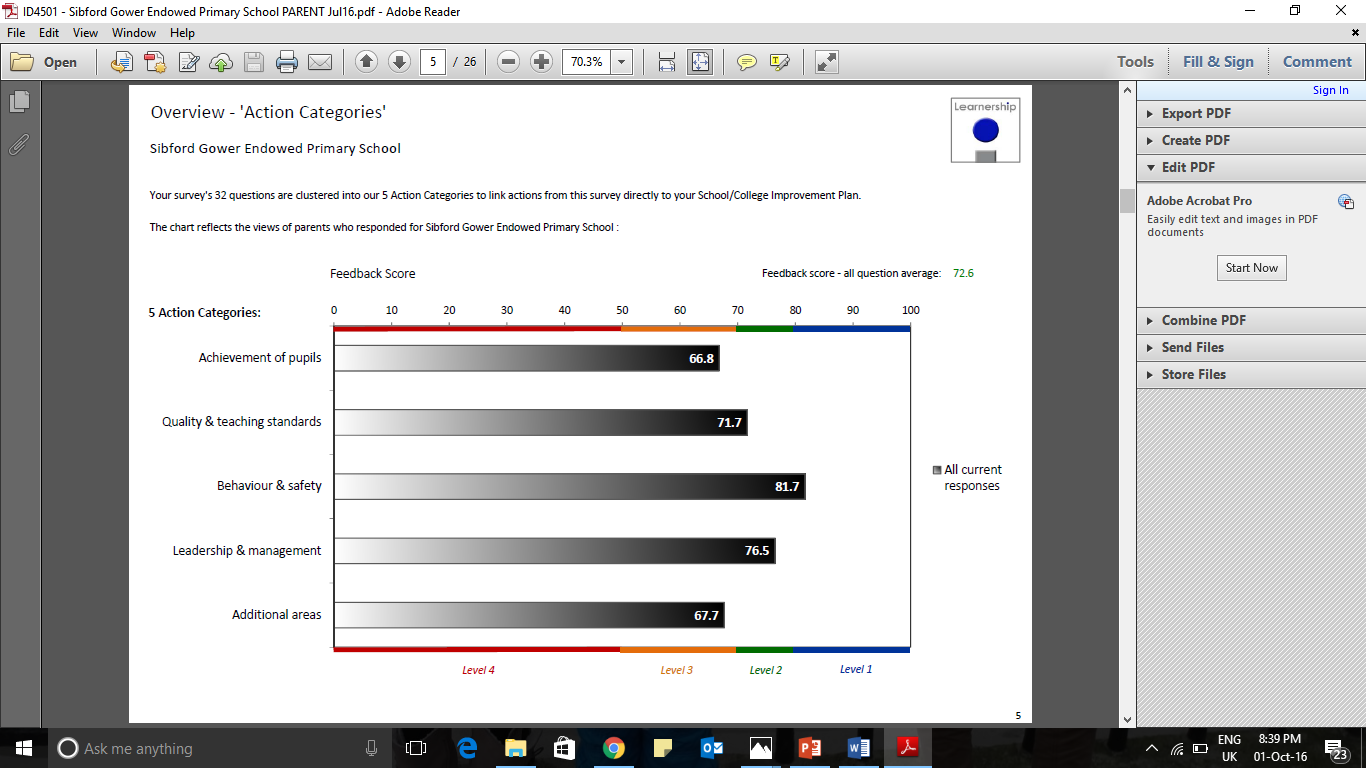 ID4501 - Sibford Gower Endowed Primary School PARENT Jul16.pdf - Adobe Reader
File Edit View Window Help
Open 5 / 26 70.3% Tools Fill & Sign Comment
Sign In
Export PDF
Create PDF
Edit PDF
Adobe Acrobat Pro
Easily edit text and images in PDF
documents
Start Now
Combine PDF
Send Files
Store Files
Overview - 'Action Categories'
Learnership
Sibford Gower Endowed Primary School
Your survey's 32 questions are clustered into our 5 Action Categories to link actions from this survey directly to your School/College Improvement Plan.
The chart reflects the views of parents who responded for Sibford Gower Endowed Primary School :
Feedback Score
Feedback score - all question average: 72.6
5 Action Categories:
0 10 20 30 40 50 60 70 80 90 100
Achievement of pupils 66.8
Quality & teaching standards 71.7
Behaviour & safety 81.7
All current
responses
Leadership & management 76.5
Additional areas 67.7
Level 4 Level 3 Level 2 Level 1
5
Ask me anything
ENG 8:39 PM
UK 01-Oct-16
23